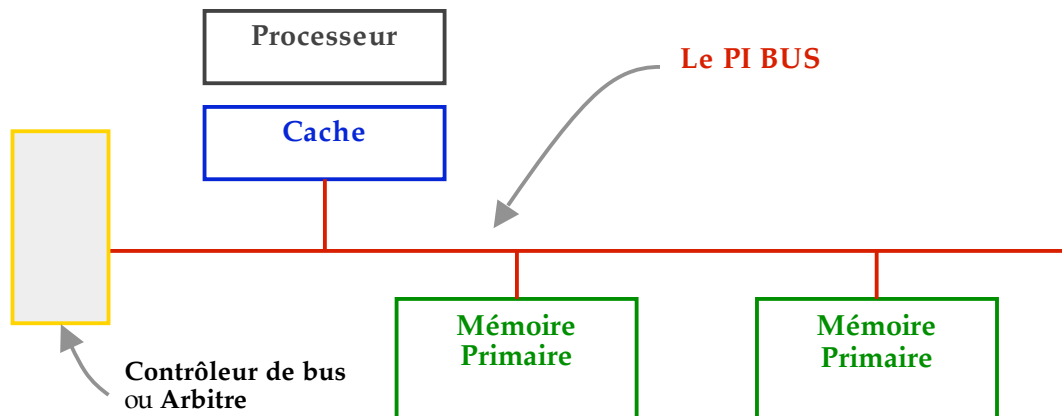 Processeur
Le PI BUS
Cache
Mémoire
Primaire
Mémoire
Primaire
Contrôleur de bus
ou Arbitre